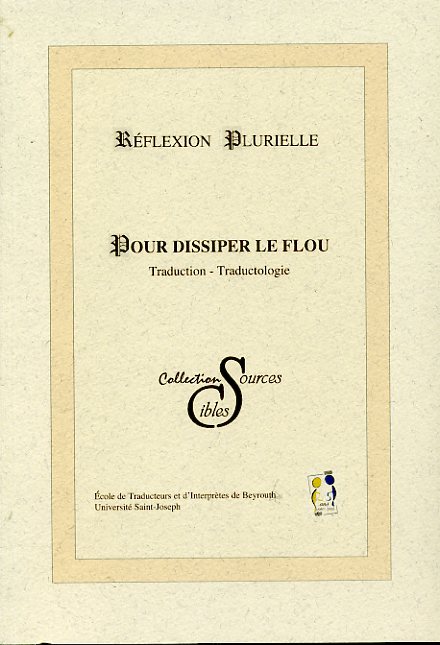 RÉFLEXION PLURIELLE
POUR DISSIPER LE FLOU
Traduction - Traductologie
Collection Sources
Cibles
École de Traducteurs et d'Interprètes de Beyrouth
Université Saint-Joseph